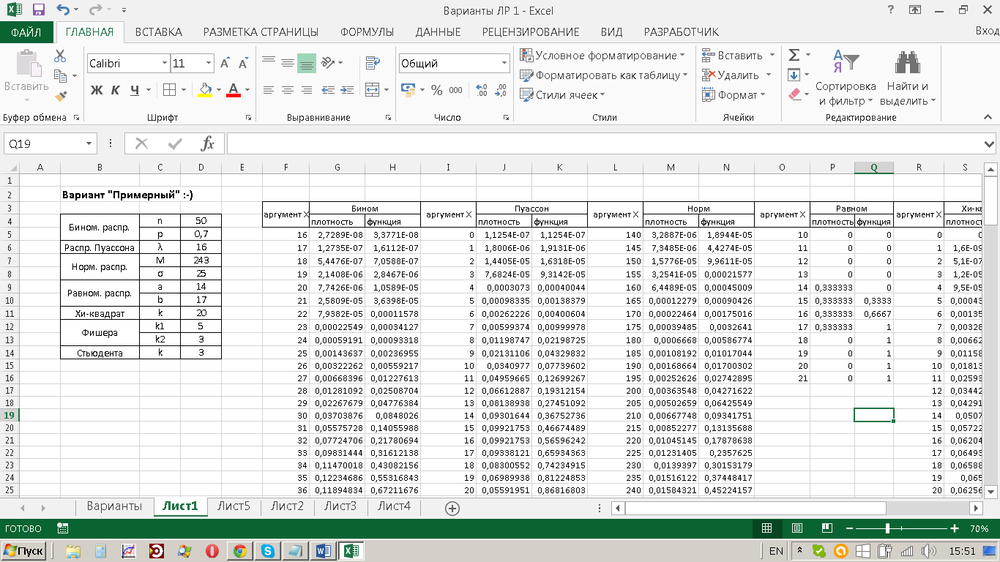 Варианты ЛР 1 - Excel
ФАЙЛ ГЛАВНАЯ ВСТАВКА РАЗМЕТКА СТРАНИЦЫ ФОРМУЛЫ ДАННЫЕ РЕЦЕНЗИРОВАНИЕ ВИД РАЗРАБОТЧИК Вход
Calibri 11 Общий Условное форматирование Вставить
Вставить Форматировать как таблицу Удалить Сортировка Найти и
Ж К Ч % 000 Стили ячеек Формат и фильтр выделить
Буфер обмена Шрифт Выравнивание Число Стили Ячейки Редактирование
Q19 fx
A B C D E F G H I J K L M N O P Q R S
1
2 Вариант "Примерный" :-)
3 аргумент X Бином аргумент X Пуассон аргумент X Норм аргумент X Равном аргумент X Хи-кв
4 Бином. распр. n 50 плотность функция плотность функция плотность функция плотность функция плотност
5 p 0,7 16 2,7289E-08 3,3771E-08 0 1,1254E-07 1,1254E-07 140 3,2887E-06 1,8944E-05 10 0 0 0 0
6 Распр. Пуассона λ 16 17 1,2735E-07 1,6112E-07 1 1,8006E-06 1,9131E-06 145 7,3485E-06 4,4274E-05 11 0 0 1 1,6E-09
7 Норм. распр. M 243 18 5,4476E-07 7,0588E-07 2 1,4405E-05 1,6318E-05 150 1,5776E-05 9,9611E-05 12 0 0 2 5,1E-07
8 σ 25 19 2,1408E-06 2,8467E-06 3 7,6824E-05 9,3142E-05 155 3,2541E-05 0,00021577 13 0 0 3 1,2E-05
9 Равном. распр. a 14 20 7,7426E-06 1,0589E-05 4 0,0003073 0,00040044 160 6,4489E-05 0,00045009 14 0,333333 0 4 9,5E-05
10 b 17 21 2,5809E-05 3,6398E-05 5 0,00098335 0,00138379 165 0,00012279 0,00090426 15 0,333333 0,3333 5 0,00043
11 Хи-квадрат k 20 22 7,9382E-05 0,00011578 6 0,00262226 0,00400604 170 0,00022464 0,00175016 16 0,333333 0,6667 6 0,00135
12 Фишера k1 5 23 0,00022549 0,00034127 7 0,00599374 0,00999978 175 0,00039485 0,0032641 17 0,333333 1 7 0,00328
13 k2 3 24 0,00059191 0,00093318 8 0,01198747 0,02198725 180 0,0006668 0,00586774 18 0 1 8 0,00662
14 Стьюдента k 3 25 0,00143637 0,00236955 9 0,02131106 0,04329832 185 0,00108192 0,01017044 19 0 1 9 0,01158
15 26 0,00322262 0,00559217 10 0,0340977 0,07739602 190 0,00168664 0,01700302 20 0 1 10 0,01813
16 27 0,00668396 0,01227613 11 0,04959665 0,12699267 195 0,00252626 0,02742895 21 0 1 11 0,02593
17 28 0,01281092 0,02508704 12 0,06612887 0,19312154 200 0,00363548 0,04271622 12 0,03442
18 29 0,02267679 0,04776384 13 0,08138938 0,27451092 205 0,00502659 0,06425549 13 0,04291
19 30 0,03703876 0,0848026 14 0,09301644 0,36752736 210 0,00667748 0,09341751 14 0,0507
20 31 0,05575728 0,14055988 15 0,09921753 0,46674489 215 0,00852277 0,13135688 15 0,05722
21 32 0,07724706 0,21780694 16 0,09921753 0,56596242 220 0,01045145 0,17878638 16 0,06204
22 33 0,09831444 0,31612138 17 0,09338121 0,65934363 225 0,01231405 0,2357625 17 0,06493
23 34 0,11470018 0,43082156 18 0,08300552 0,74234915 230 0,0139397 0,30153179 18 0,06588
24 35 0,12234686 0,55316843 19 0,06989938 0,81224853 235 0,01516122 0,37448417 19 0,065
25 36 0,11894834 0,67211676 20 0,05591951 0,86816803 240 0,01584321 0,45224157 20 0,06256
Варианты Лист1 Лист5 Лист2 Лист3 Лист4
ГОТОВО 70%
Пуск EN 15:51